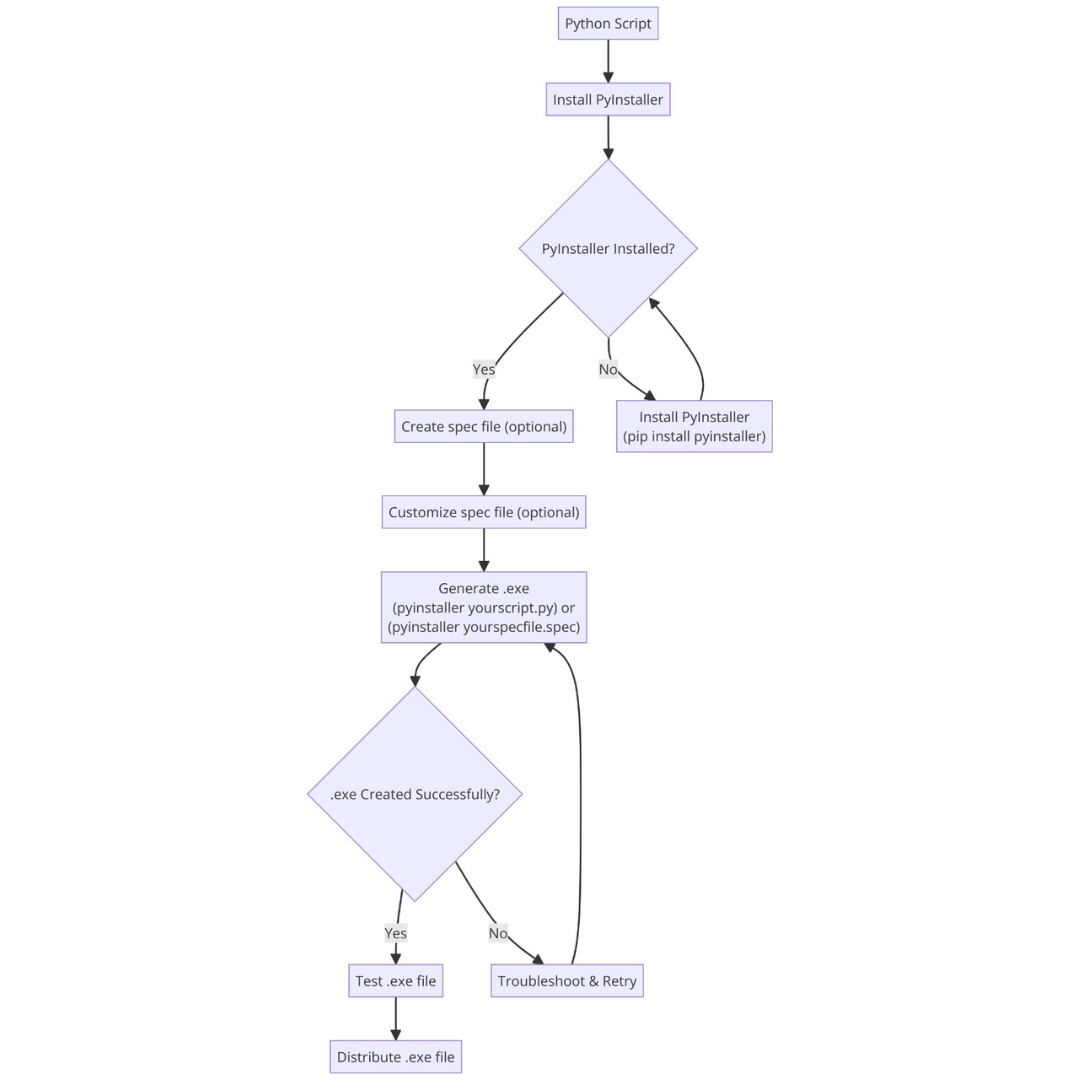 Python Script
Install PyInstaller
PyInstaller Installed?
Yes
No
Install PyInstaller
(pip install pyinstaller)
Create spec file (optional)
Customize spec file (optional)
Generate .exe
(pyinstaller yourscript.py) or
(pyinstaller yourspecfile.spec)
.exe Created Successfully?
Yes
No
Test .exe file
Troubleshoot & Retry
Distribute .exe file